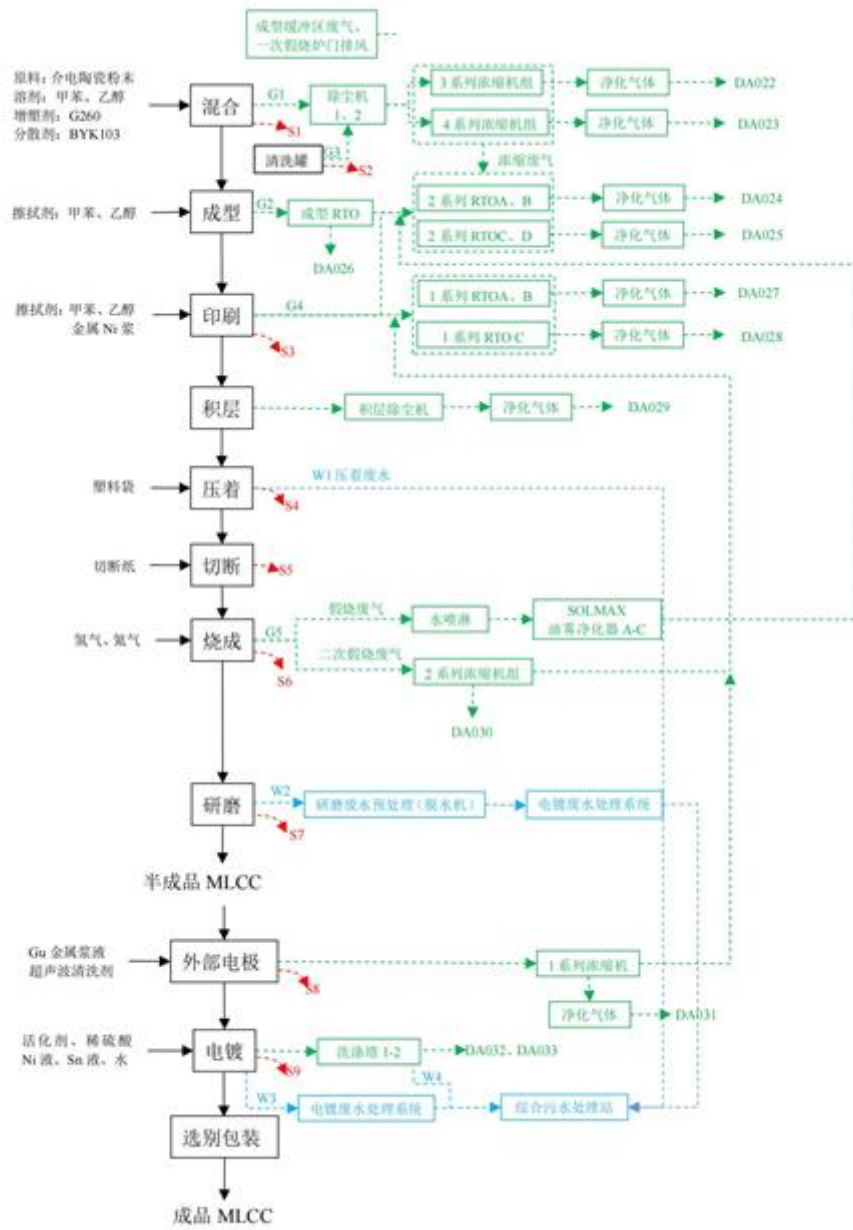 成型缓冲区废气、
一次假烧炉门排风
原料：介电陶瓷粉末
溶剂：甲苯、乙醇
增塑剂：G260
分散剂：BYK103
混合
G1
S1
除尘机
1、2
3 系列浓缩机组
净化气体
DA022
4 系列浓缩机组
净化气体
DA023
清洗罐
G3
S2
浓缩废气
擦拭剂：甲苯、乙醇
成型
G2
成型 RTO
DA026
2 系列 RTOA、B
净化气体
DA024
2 系列 RTOC、D
净化气体
DA025
擦拭剂：甲苯、乙醇
金属 Ni 浆
印刷
G4
S3
1 系列 RTOA、B
净化气体
DA027
1 系列 RTO C
净化气体
DA028
积层
积层除尘机
净化气体
DA029
塑料袋
压着
W1 压着废水
S4
切断纸
切断
S5
氢气、氮气
烧成
G5
S6
假烧废气
水喷淋
SOLMAX
油雾净化器 A-C
二次假烧废气
2 系列浓缩机组
DA030
研磨
W2
S7
研磨废水预处理（脱水机）
电镀废水处理系统
半成品 MLCC
Gu 金属浆液
超声波清洗剂
外部电极
S8
1 系列浓缩机
净化气体
DA031
活化剂、稀硫酸
Ni 液、Sn 液、水
电镀
S9
洗涤塔 1-2
DA032、DA033
W4
W3
电镀废水处理系统
综合污水处理站
选别包装
成品 MLCC